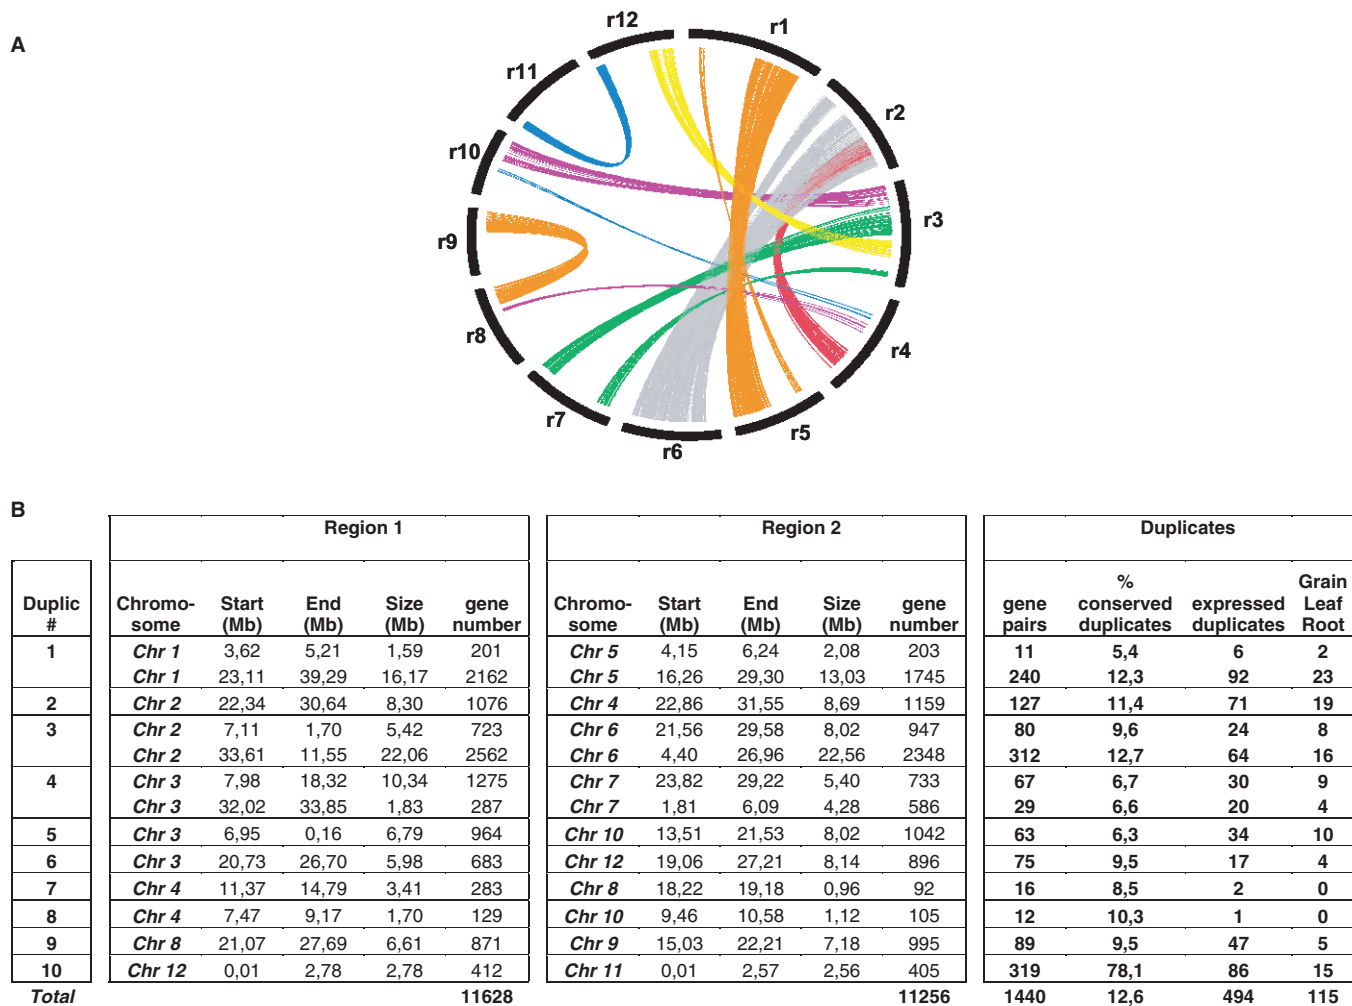 A
r12
r1
r11
r2
r10
r3
r9
r4
r8
r7
r5
r6
B
Region 1 Region 2 Duplicates
Duplic # Chromo-some Start (Mb) End (Mb) Size (Mb) gene number Chromo-some Start (Mb) End (Mb) Size (Mb) gene number gene pairs % conserved duplicates expressed duplicates Grain Leaf Root
1 Chr 1 3,62 5,21 1,59 201 Chr 5 4,15 6,24 2,08 203 11 5,4 6 2
Chr 1 23,11 39,29 16,17 2162 Chr 5 16,26 29,30 13,03 1745 240 12,3 92 23
2 Chr 2 22,34 30,64 8,30 1076 Chr 4 22,86 31,55 8,69 1159 127 11,4 71 19
3 Chr 2 7,11 1,70 5,42 723 Chr 6 21,56 29,58 8,02 947 80 9,6 24 8
Chr 2 33,61 11,55 22,06 2562 Chr 6 4,40 26,96 22,56 2348 312 12,7 64 16
4 Chr 3 7,98 18,32 10,34 1275 Chr 7 23,82 29,22 5,40 733 67 6,7 30 9
Chr 3 32,02 33,85 1,83 287 Chr 7 1,81 6,09 4,28 586 29 6,6 20 4
5 Chr 3 6,95 0,16 6,79 964 Chr 10 13,51 21,53 8,02 1042 63 6,3 34 10
6 Chr 3 20,73 26,70 5,98 683 Chr 12 19,06 27,21 8,14 896 75 9,5 17 4
7 Chr 4 11,37 14,79 3,41 283 Chr 8 18,22 19,18 0,96 92 16 8,5 2 0
8 Chr 4 7,47 9,17 1,70 129 Chr 10 9,46 10,58 1,12 105 12 10,3 1 0
9 Chr 8 21,07 27,69 6,61 871 Chr 9 15,03 22,21 7,18 995 89 9,5 47 5
10 Chr 12 0,01 2,78 2,78 412 Chr 11 0,01 2,57 2,56 405 319 78,1 86 15
Total 11628 11256 1440 12,6 494 115